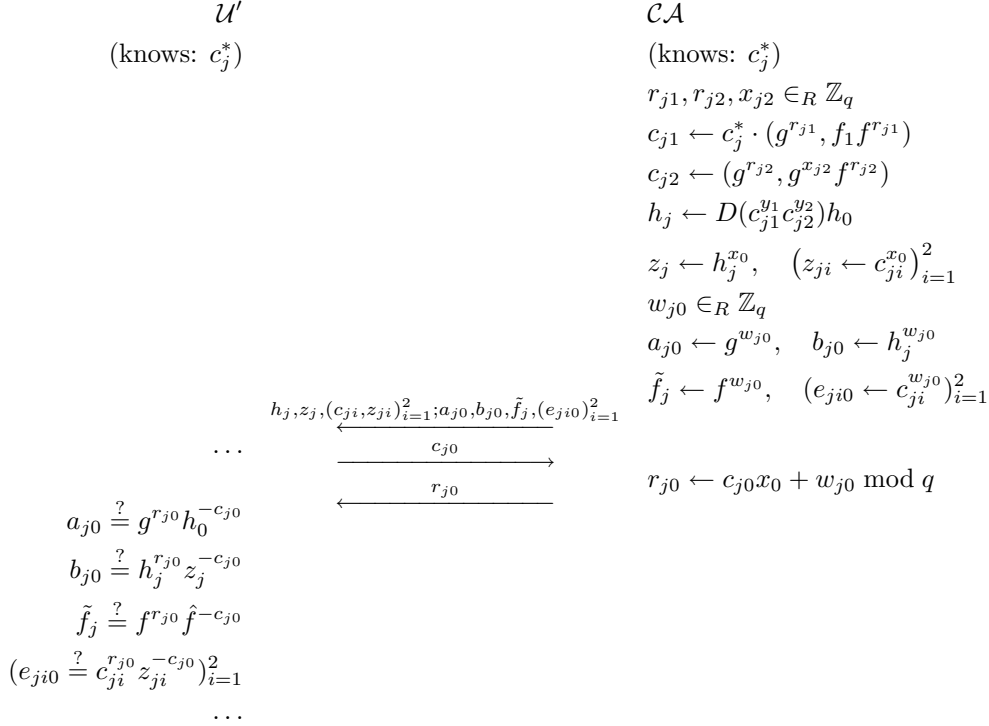 𝒰′ 𝒞𝒜
(knows: c_j^*) (knows: c_j^*)
r_{j1}, r_{j2}, x_{j2} ∈_R ℤ_q
c_{j1} ← c_j^* · (g^{r_{j1}}, f_1 f^{r_{j1}})
c_{j2} ← (g^{r_{j2}}, g^{x_{j2}} f^{r_{j2}})
h_j ← D(c_{j1}^{y_1} c_{j2}^{y_2})h_0
z_j ← h_j^{x_0}, (z_{ji} ← c_{ji}^{x_0})_{i=1}^2
w_{j0} ∈_R ℤ_q
a_{j0} ← g^{w_{j0}}, b_{j0} ← h_j^{w_{j0}}
f̃_j ← f^{w_{j0}}, (e_{ji0} ← c_{ji}^{w_{j0}})_{i=1}^2
h_j,z_j,(c_{ji},z_{ji})_{i=1}^2;a_{j0},b_{j0},f̃_j,(e_{ji0})_{i=1}^2
←
… c_{j0}
→
r_{j0} r_{j0} ← c_{j0}x_0 + w_{j0} mod q
←
a_{j0} ≟ g^{r_{j0}} h_0^{-c_{j0}}
b_{j0} ≟ h_j^{r_{j0}} z_j^{-c_{j0}}
f̃_j ≟ f^{r_{j0}} f̂^{-c_{j0}}
(e_{ji0} ≟ c_{ji}^{r_{j0}} z_{ji}^{-c_{j0}})_{i=1}^2
…